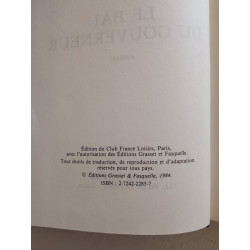 LE BAL
DU GOUVERNEUR
Édition du Club France Loisirs, Paris,
avec l'autorisation des Éditions Grasset et Fasquelle.
Tous droits de traduction, de reproduction et d'adaptation
réservés pour tous pays.
© Éditions Grasset & Fasquelle, 1984.
ISBN : 2-7242-2285-7